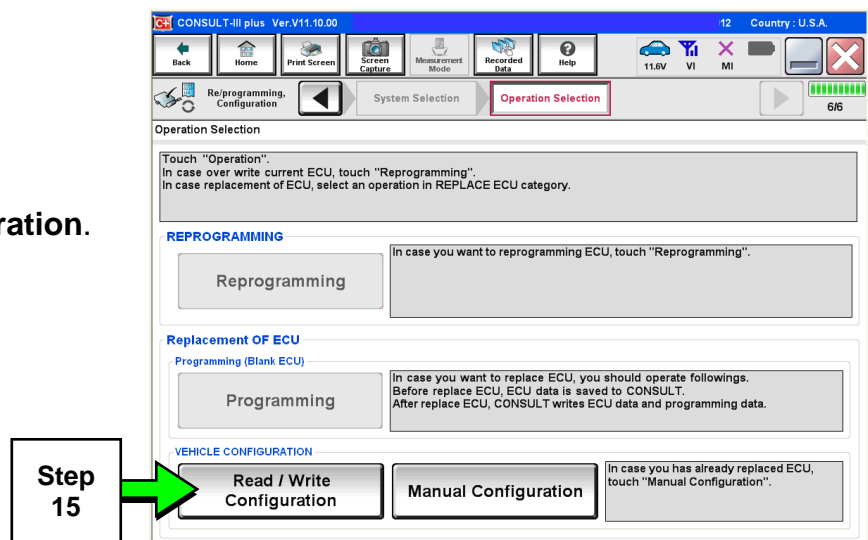 CONSULT-III plus Ver.V11.10.00
12 Country : U.S.A.
Back
Home
Print Screen
Screen
Capture
Measurement
Mode
Recorded
Data
Help
11.6V
VI
MI
Re/programming,
Configuration
System Selection
Operation Selection
6/6
Operation Selection
Touch "Operation".
In case over write current ECU, touch "Reprogramming".
In case replacement of ECU, select an operation in REPLACE ECU category.
ration.
REPROGRAMMING
Reprogramming
In case you want to reprogramming ECU, touch "Reprogramming".
Replacement OF ECU
Programming (Blank ECU)
Programming
In case you want to replace ECU, you should operate followings.
Before replace ECU, ECU data is saved to CONSULT.
After replace ECU, CONSULT writes ECU data and programming data.
VEHICLE CONFIGURATION
Step
15
Read / Write
Configuration
Manual Configuration
In case you has already replaced ECU,
touch "Manual Configuration".